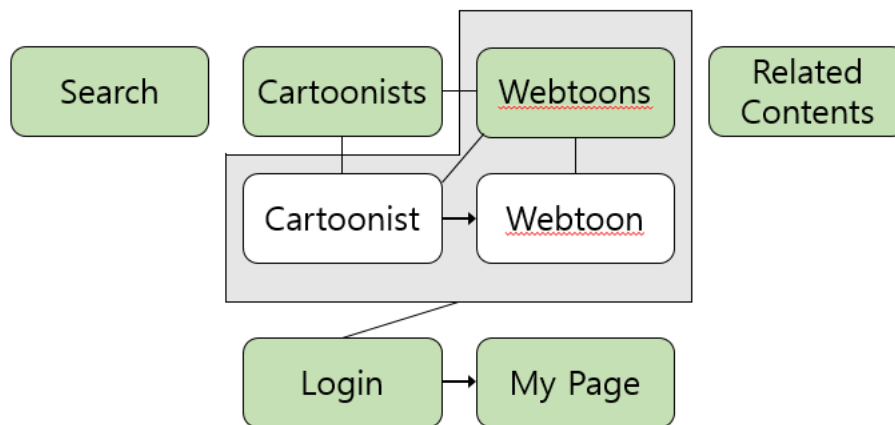 Search
Cartoonists
Webtoons
Related
Contents
Cartoonist
Webtoon
Login
My Page